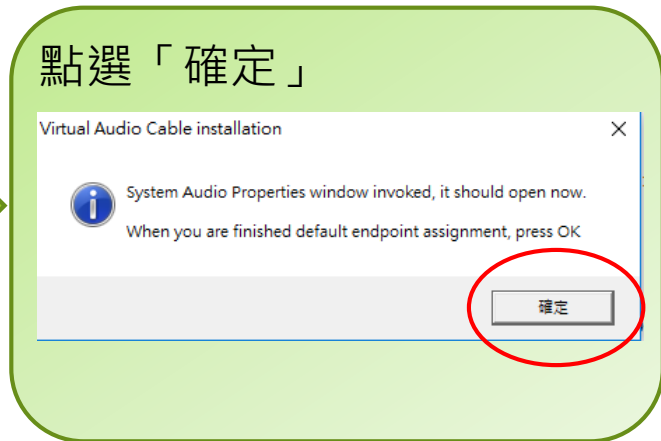 點選「確定」
Virtual Audio Cable installation
System Audio Properties window invoked, it should open now.
When you are finished default endpoint assignment, press OK
確定